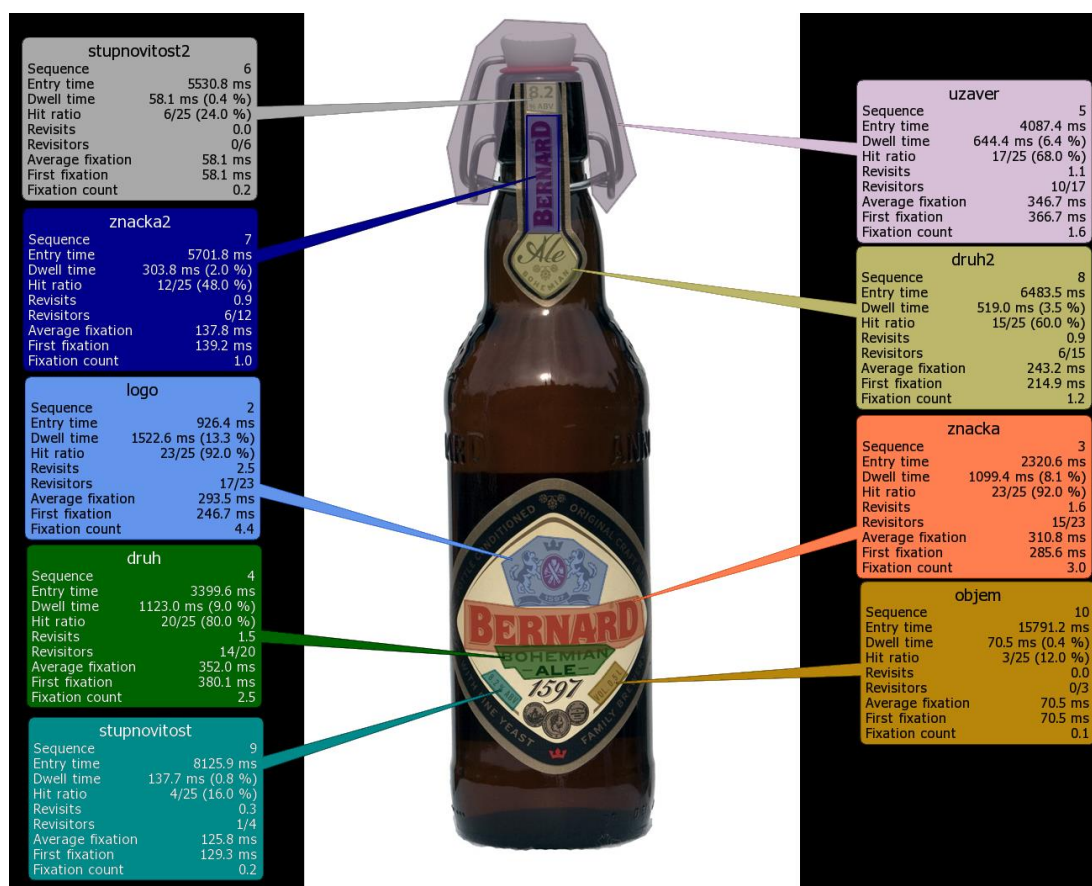 stupnovitost2
Sequence 6
Entry time 5530.8 ms
Dwell time 58.1 ms (0.4 %)
Hit ratio 6/25 (24.0 %)
Revisits 0.0
Revisitors 0/6
Average fixation 58.1 ms
First fixation 58.1 ms
Fixation count 0.2
znacka2
Sequence 7
Entry time 5701.8 ms
Dwell time 303.8 ms (2.0 %)
Hit ratio 12/25 (48.0 %)
Revisits 0.9
Revisitors 6/12
Average fixation 137.8 ms
First fixation 139.2 ms
Fixation count 1.0
logo
Sequence 2
Entry time 926.4 ms
Dwell time 1522.6 ms (13.3 %)
Hit ratio 23/25 (92.0 %)
Revisits 2.5
Revisitors 17/23
Average fixation 293.5 ms
First fixation 246.7 ms
Fixation count 4.4
druh
Sequence 4
Entry time 3399.6 ms
Dwell time 1123.0 ms (9.0 %)
Hit ratio 20/25 (80.0 %)
Revisits 1.5
Revisitors 14/20
Average fixation 352.0 ms
First fixation 380.1 ms
Fixation count 2.5
stupnovitost
Sequence 9
Entry time 8125.9 ms
Dwell time 137.7 ms (0.8 %)
Hit ratio 4/25 (16.0 %)
Revisits 0.3
Revisitors 1/4
Average fixation 125.8 ms
First fixation 129.3 ms
Fixation count 0.2
8.2
% ABV
BERNARD
Ale
BOHEMIAN
ORIGINAL
BERNARD
BOHEMIAN
ALE
1597
YEAST
FAMILY
uzaver
Sequence 5
Entry time 4087.4 ms
Dwell time 644.4 ms (6.4 %)
Hit ratio 17/25 (68.0 %)
Revisits 1.1
Revisitors 10/17
Average fixation 346.7 ms
First fixation 366.7 ms
Fixation count 1.6
druh2
Sequence 8
Entry time 6483.5 ms
Dwell time 519.0 ms (3.5 %)
Hit ratio 15/25 (60.0 %)
Revisits 0.9
Revisitors 6/15
Average fixation 243.2 ms
First fixation 214.9 ms
Fixation count 1.2
znacka
Sequence 3
Entry time 2320.6 ms
Dwell time 1099.4 ms (8.1 %)
Hit ratio 23/25 (92.0 %)
Revisits 1.6
Revisitors 15/23
Average fixation 310.8 ms
First fixation 285.6 ms
Fixation count 3.0
objem
Sequence 10
Entry time 15791.2 ms
Dwell time 70.5 ms (0.4 %)
Hit ratio 3/25 (12.0 %)
Revisits 0.0
Revisitors 0/3
Average fixation 70.5 ms
First fixation 70.5 ms
Fixation count 0.1